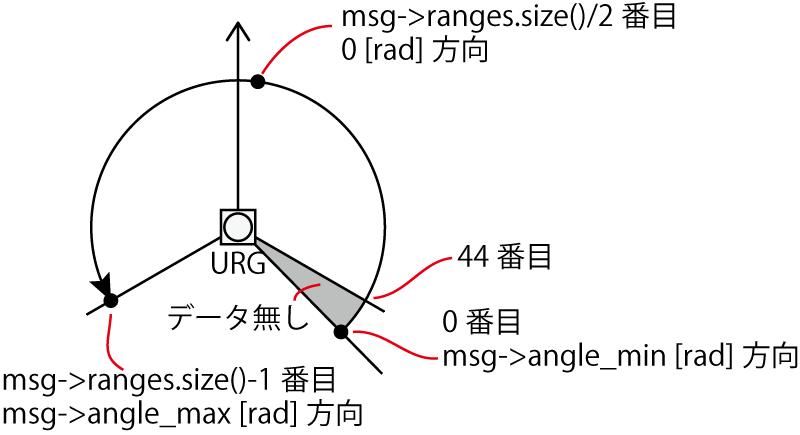 msg->ranges.size()/2 番目
0 [rad] 方向
URG
44 番目
データ無し
0 番目
msg->angle_min [rad] 方向
msg->ranges.size()-1 番目
msg->angle_max [rad] 方向